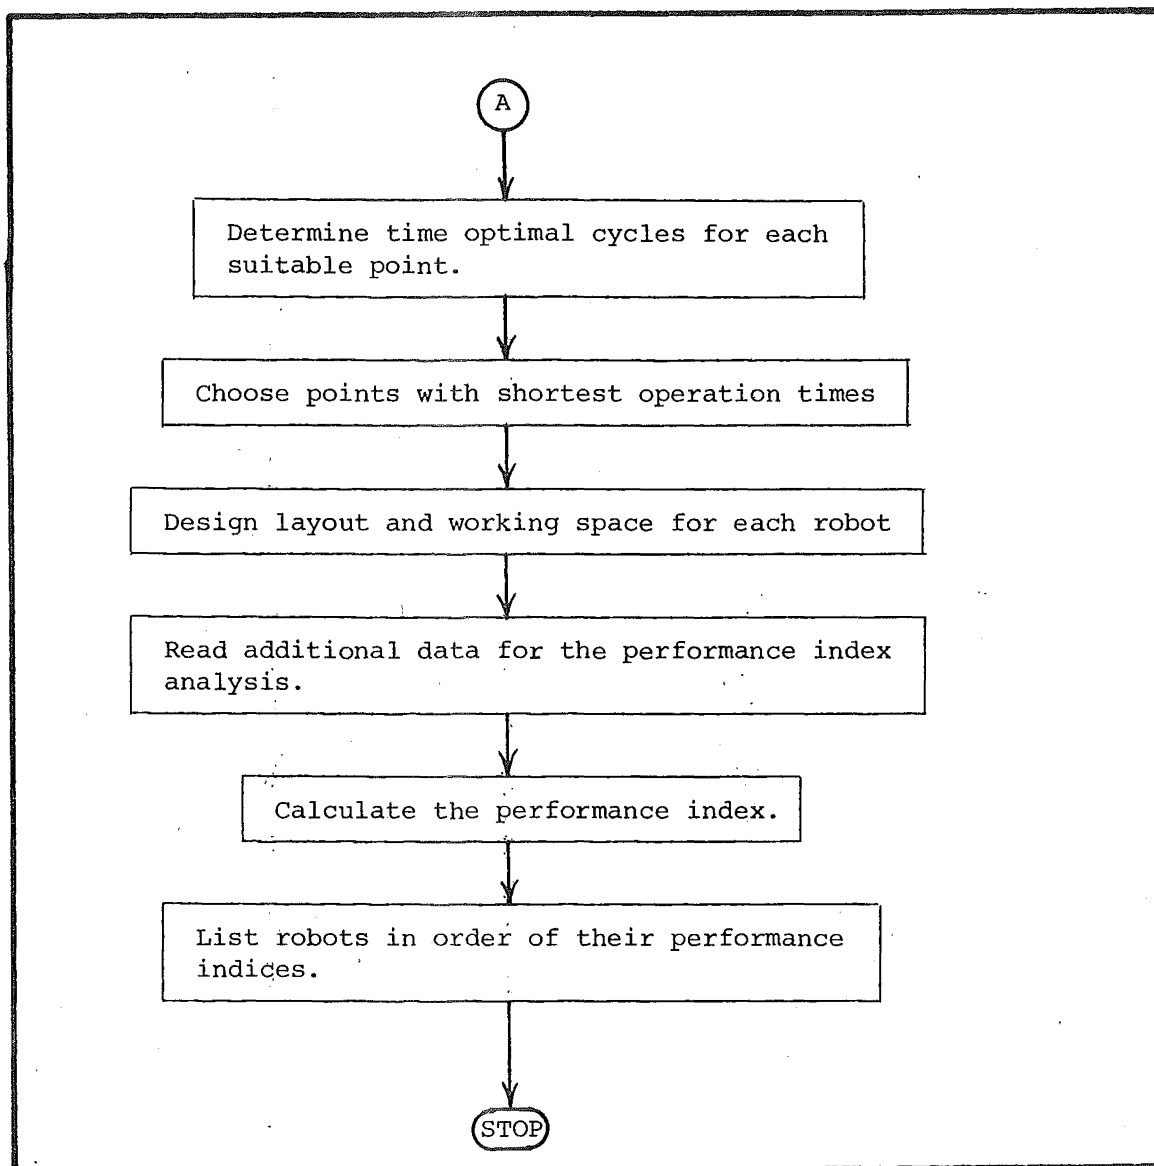 A
Determine time optimal cycles for each
suitable point.
Choose points with shortest operation times
Design layout and working space for each robot
Read additional data for the performance index
analysis.
Calculate the performance index.
List robots in order of their performance
indices.
STOP